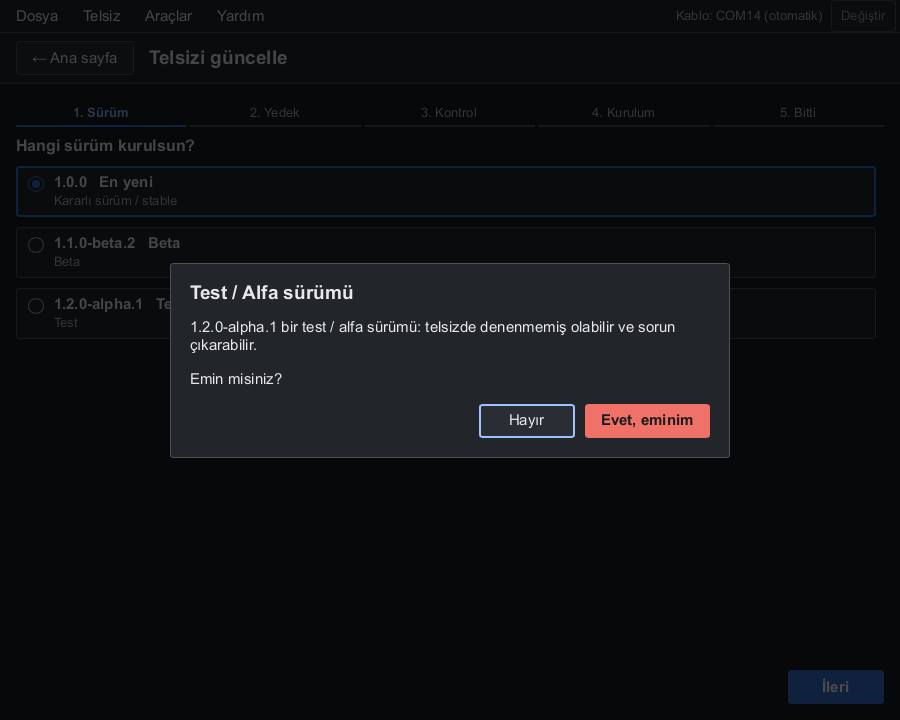 Dosya Telsiz Araçlar Yardım Kablo: COM14 (otomatik) Değiştir
← Ana sayfa Telsizi güncelle
1. Sürüm 2. Yedek 3. Kontrol 4. Kurulum 5. Bitti
Hangi sürüm kurulsun?
1.0.0 En yeni
Kararlı sürüm / stable
1.1.0-beta.2 Beta
Beta
1.2.0-alpha.1
Test
Test / Alfa sürümü
1.2.0-alpha.1 bir test / alfa sürümü: telsizde denenmemiş olabilir ve sorun
çıkarabilir.
Emin misiniz?
Hayır Evet, eminim
İleri